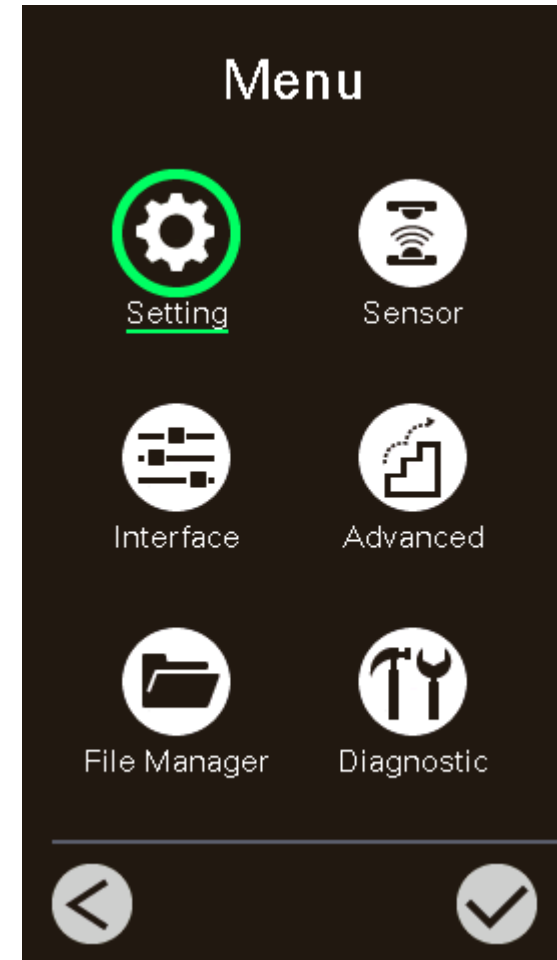 Menu
Setting
Sensor
Interface
Advanced
File Manager
Diagnostic